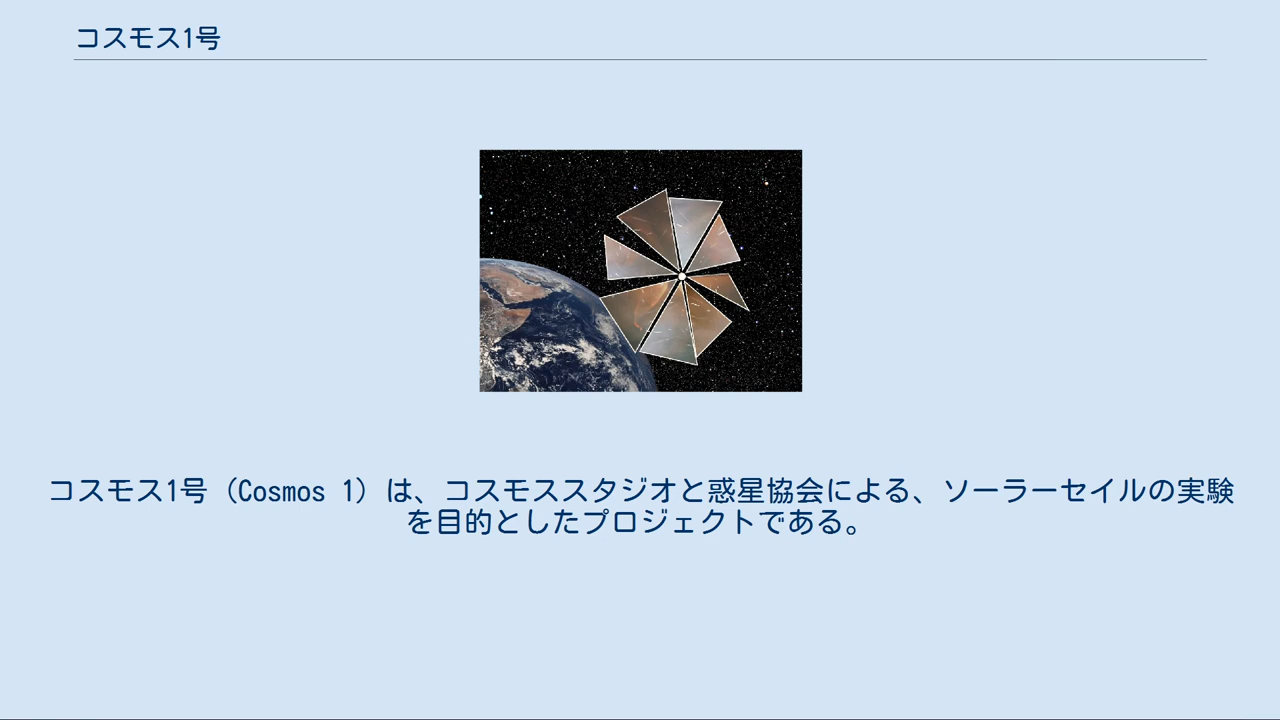 コスモス1号
コスモス1号（Cosmos 1）は、コスモススタジオと惑星協会による、ソーラーセイルの実験
を目的としたプロジェクトである。